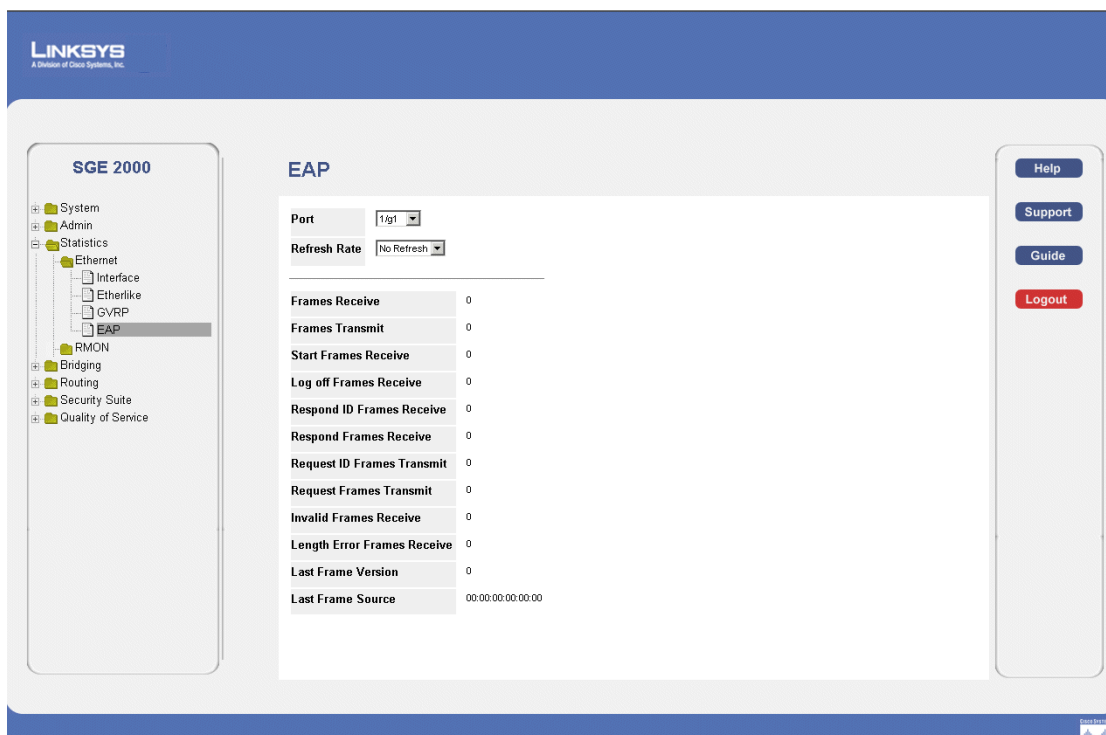 LINKSYS
A Division of Cisco Systems, Inc.
SGE 2000
System
Admin
Statistics
Ethernet
Interface
Etherlike
GVRP
EAP
RMON
Bridging
Routing
Security Suite
Quality of Service
EAP
Port 1/g1
Refresh Rate No Refresh
Frames Receive 0
Frames Transmit 0
Start Frames Receive 0
Log off Frames Receive 0
Respond ID Frames Receive 0
Respond Frames Receive 0
Request ID Frames Transmit 0
Request Frames Transmit 0
Invalid Frames Receive 0
Length Error Frames Receive 0
Last Frame Version 0
Last Frame Source 00:00:00:00:00:00
Help
Support
Guide
Logout